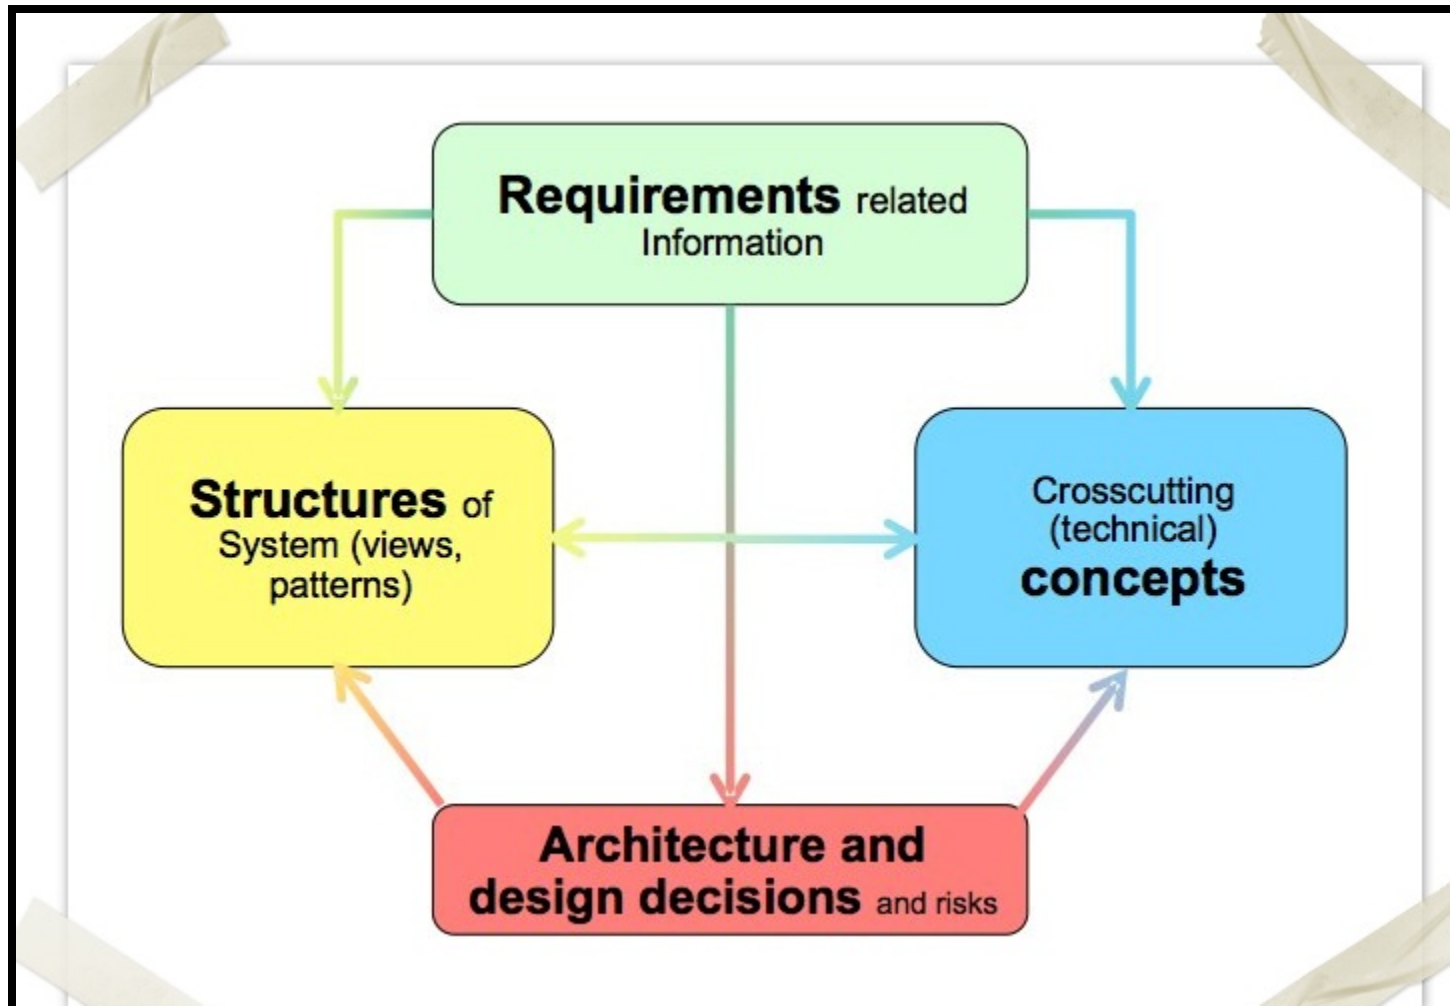 Requirements related
Information
Structures of
System (views,
patterns)
Crosscutting
(technical)
concepts
Architecture and
design decisions and risks